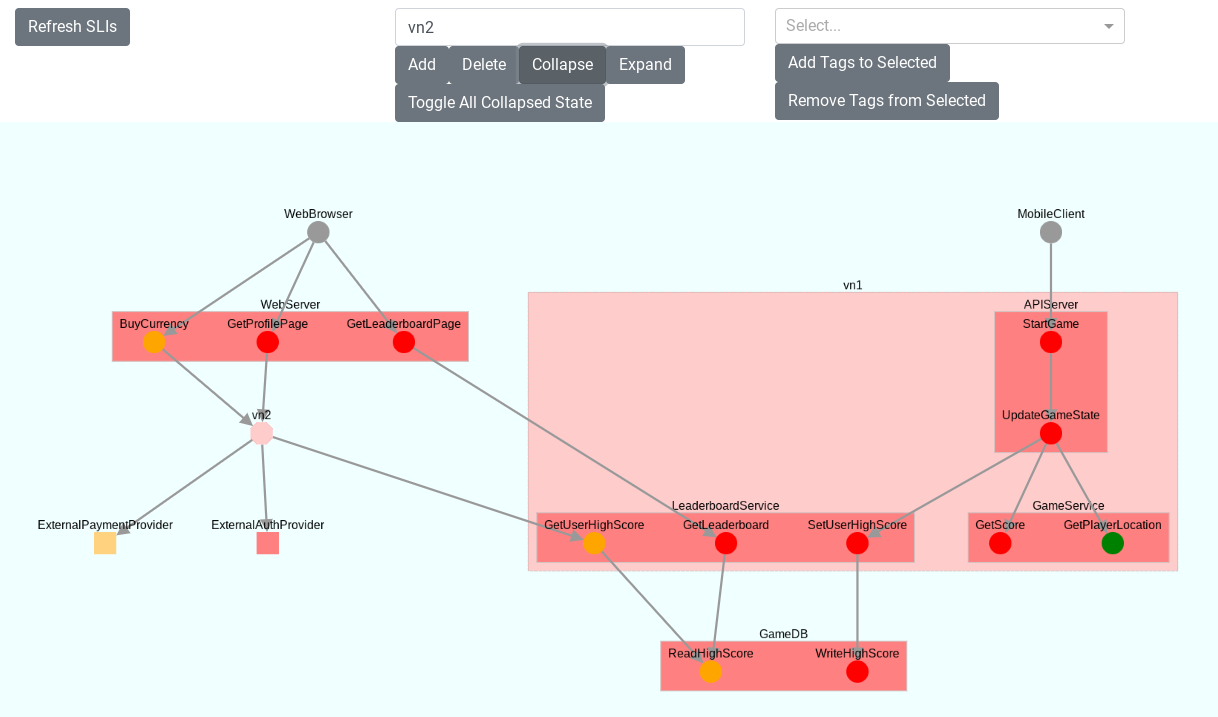 Refresh SLIs
vn2
Select...
Add Delete Collapse Expand
Add Tags to Selected
Toggle All Collapsed State
Remove Tags from Selected
WebBrowser
MobileClient
vn1
WebServer
APIServer
BuyCurrency GetProfilePage GetLeaderboardPage
StartGame
vn2
UpdateGameState
LeaderboardService
GameService
ExternalPaymentProvider ExternalAuthProvider
GetUserHighScore GetLeaderboard SetUserHighScore
GetScore GetPlayerLocation
GameDB
ReadHighScore WriteHighScore